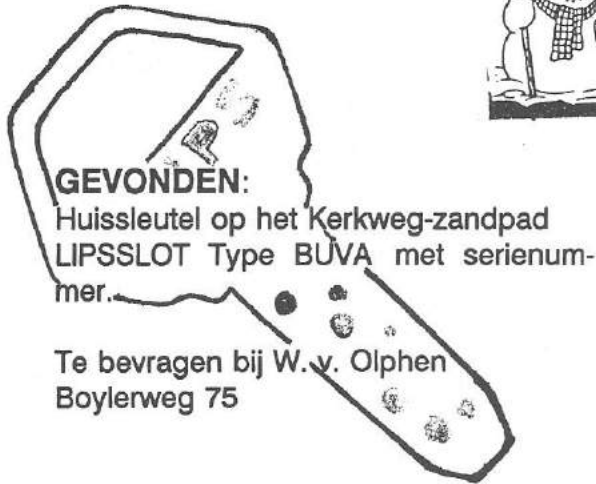 GEVONDEN:
Huissleutel op het Kerkweg-zandpad
LIPSSLOT Type BUVA met serienum-
mer.
Te bevragen bij W. v. Olphen
Boylerweg 75